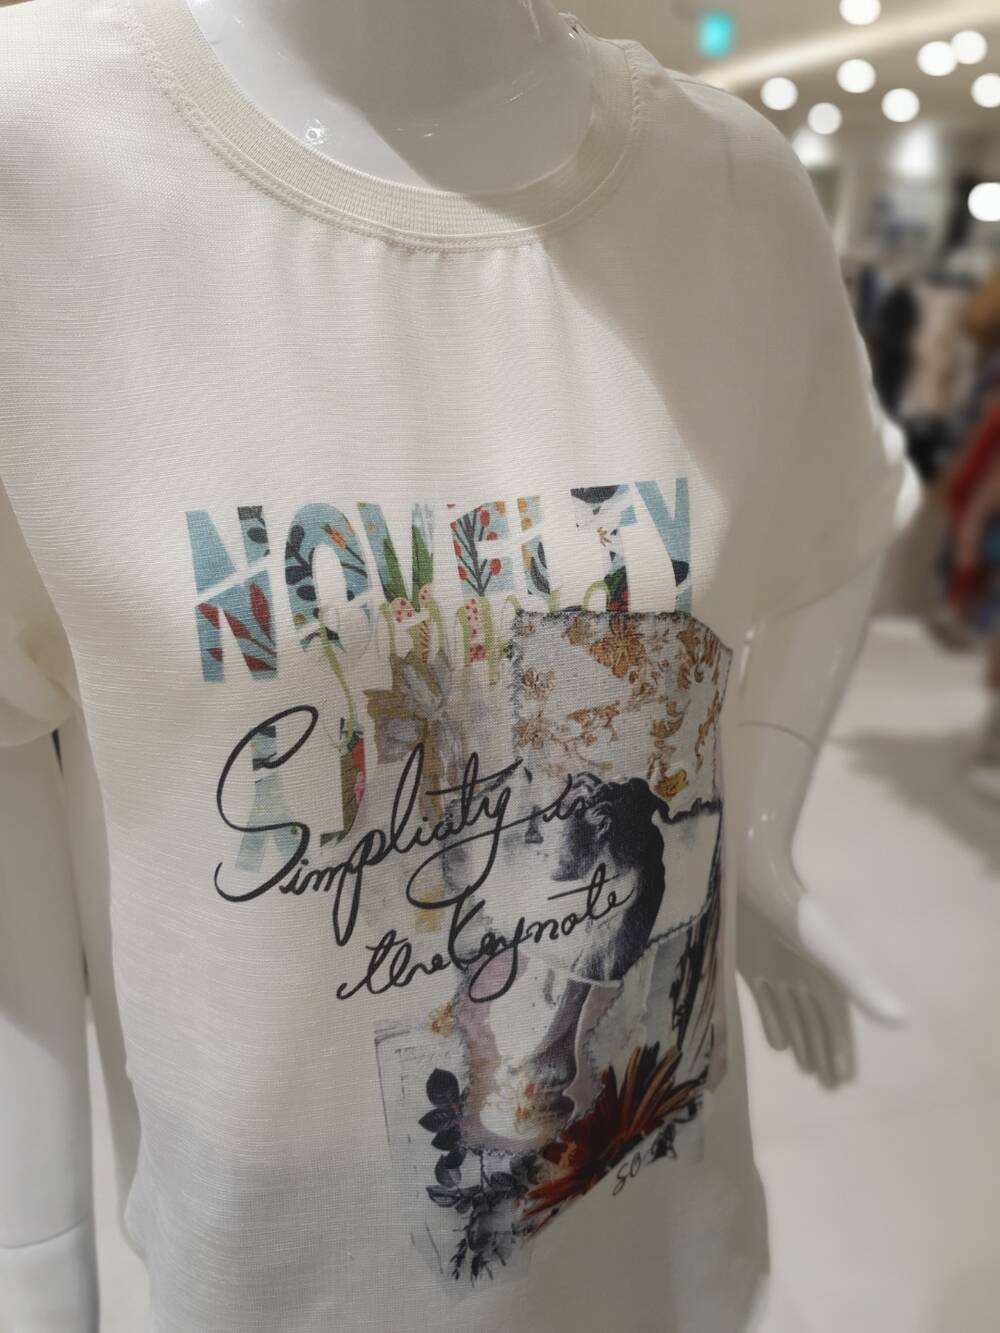 NOVELTY
Simplicity is
the Keynote